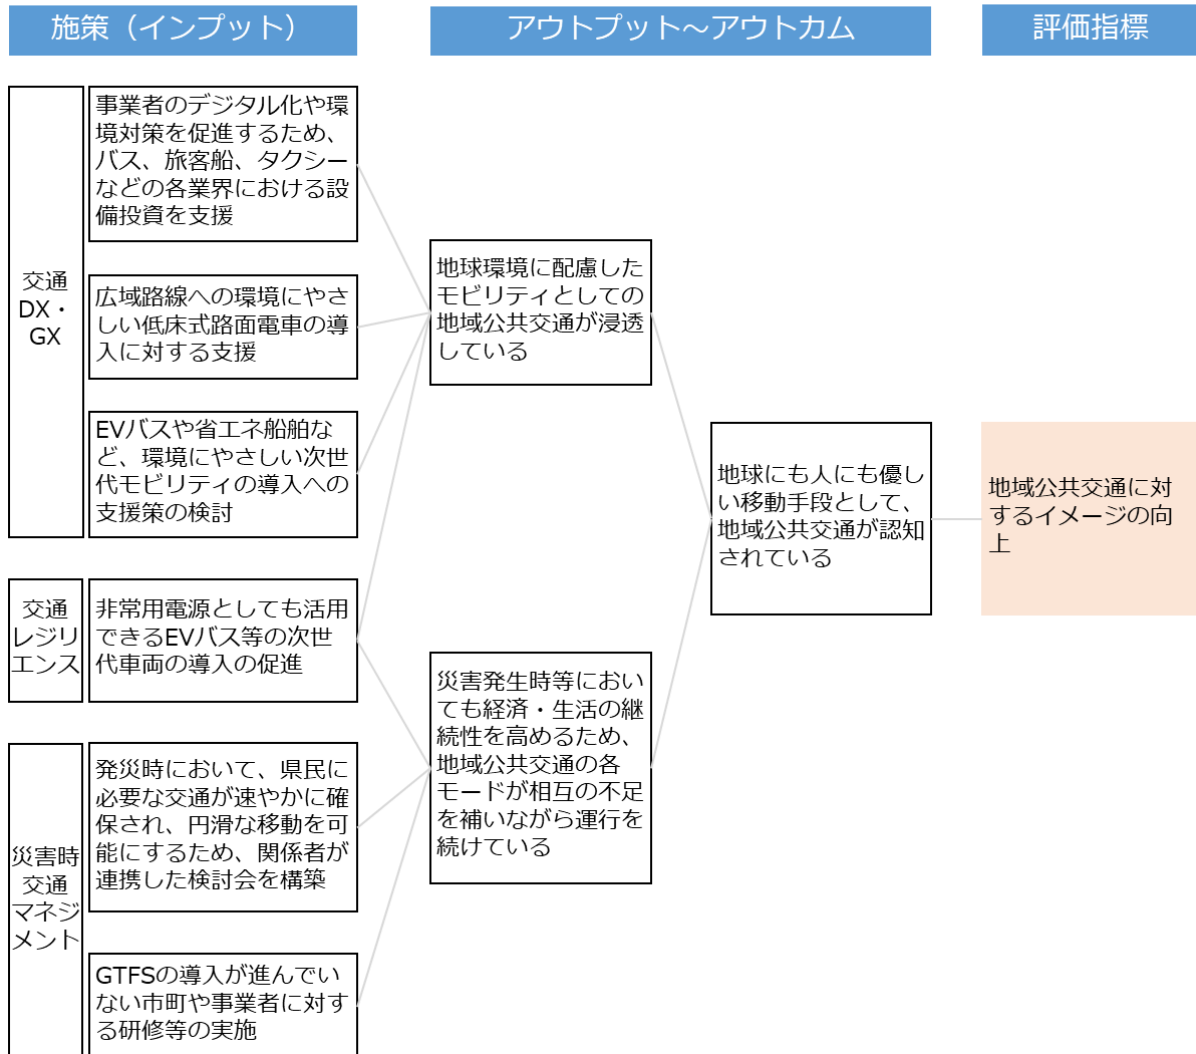 施策（インプット）
アウトプット～アウトカム
評価指標
交通
DX・
GX
事業者のデジタル化や環
境対策を促進するため、
バス、旅客船、タクシー
などの各業界における設
備投資を支援
広域路線への環境にやさ
しい低床式路面電車の導
入に対する支援
EVバスや省エネ船舶な
ど、環境にやさしい次世
代モビリティの導入への
支援策の検討
交通
レジリ
エンス
非常用電源としても活用
できるEVバス等の次世
代車両の導入の促進
災害時
交通
マネジ
メント
発災時において、県民に
必要な交通が速やかに確
保され、円滑な移動を可
能にするため、関係者が
連携した検討会を構築
GTFSの導入が進んでい
ない市町や事業者に対す
る研修等の実施
地球環境に配慮した
モビリティとしての
地域公共交通が浸透
している
災害発生時等におい
ても経済・生活の継
続性を高めるため、
地域公共交通の各
モードが相互の不足
を補いながら運行を
続けている
地球にも人にも優し
い移動手段として、
地域公共交通が認知
されている
地域公共交通に対
するイメージの向
上